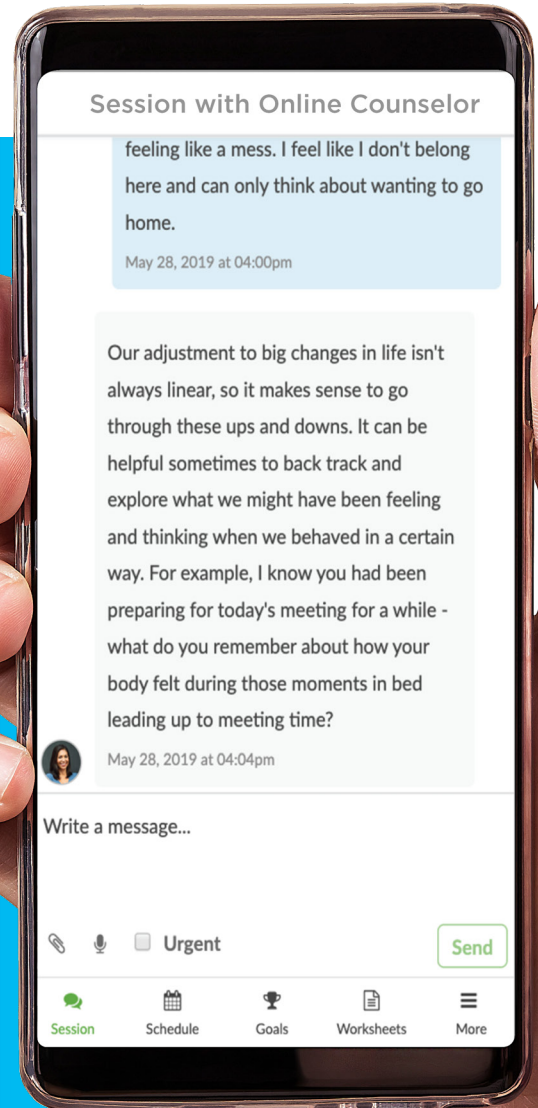 Session with Online Counselor
feeling like a mess. I feel like I don't belong
here and can only think about wanting to go
home.
May 28, 2019 at 04:00pm
Our adjustment to big changes in life isn't
always linear, so it makes sense to go
through these ups and downs. It can be
helpful sometimes to back track and
explore what we might have been feeling
and thinking when we behaved in a certain
way. For example, I know you had been
preparing for today's meeting for a while -
what do you remember about how your
body felt during those moments in bed
leading up to meeting time?
May 28, 2019 at 04:04pm
Write a message...
Urgent
Send
Session
Schedule
Goals
Worksheets
More